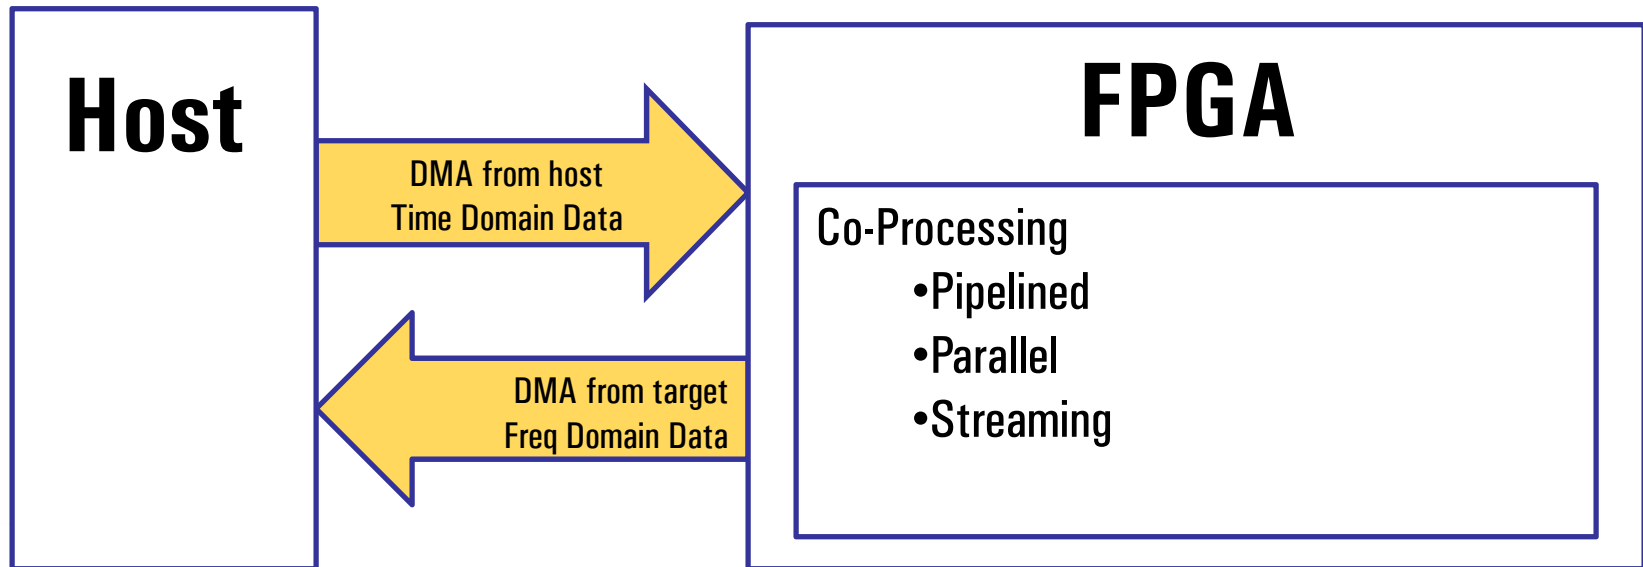 Host
DMA from host
Time Domain Data
DMA from target
Freq Domain Data
FPGA
Co-Processing
•Pipelined
•Parallel
•Streaming